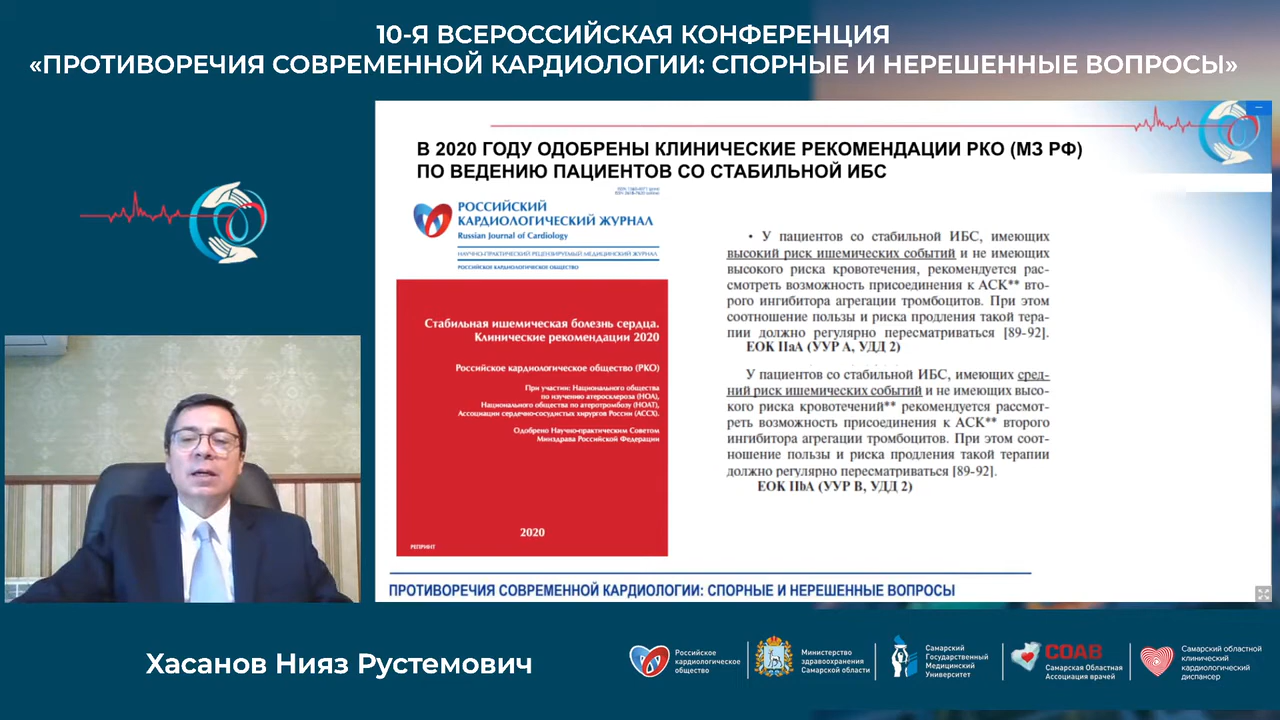 10-Я ВСЕРОССИЙСКАЯ КОНФЕРЕНЦИЯ
«ПРОТИВОРЕЧИЯ СОВРЕМЕННОЙ КАРДИОЛОГИИ: СПОРНЫЕ И НЕРЕШЕННЫЕ ВОПРОСЫ»
В 2020 ГОДУ ОДОБРЕНЫ КЛИНИЧЕСКИЕ РЕКОМЕНДАЦИИ РКО (МЗ РФ)
ПО ВЕДЕНИЮ ПАЦИЕНТОВ СО СТАБИЛЬНОЙ ИБС
РОССИЙСКИЙ
КАРДИОЛОГИЧЕСКИЙ ЖУРНАЛ
Russian Journal of Cardiology
НАУЧНО-ПРАКТИЧЕСКИЙ РЕЦЕНЗИРУЕМЫЙ МЕДИЦИНСКИЙ ЖУРНАЛ
РОССИЙСКОЕ КАРДИОЛОГИЧЕСКОЕ ОБЩЕСТВО
Стабильная ишемическая болезнь сердца.
Клинические рекомендации 2020
Российское кардиологическое общество (РКО)
При участии: Национального общества
по изучению атеросклероза (НОА),
Национального общества по атеротромбозу (НОАТ),
Ассоциации сердечно-сосудистых хирургов России (АССХ).
Одобрено Научно-практическим Советом
Минздрава Российской Федерации
2020
РЕПРИНТ
• У пациентов со стабильной ИБС, имеющих
высокий риск ишемических событий и не имеющих
высокого риска кровотечения, рекомендуется рас-
смотреть возможность присоединения к АСК** вто-
рого ингибитора агрегации тромбоцитов. При этом
соотношение пользы и риска продления такой тера-
пии должно регулярно пересматриваться [89-92].
ЕОК IIaA (УУР А, УДД 2)
У пациентов со стабильной ИБС, имеющих сред-
ний риск ишемических событий и не имеющих высо-
кого риска кровотечений** рекомендуется рассмот-
реть возможность присоединения к АСК** второго
ингибитора агрегации тромбоцитов. При этом соот-
ношение пользы и риска продления такой терапии
должно регулярно пересматриваться [89-92].
ЕОК IIbA (УУР В, УДД 2)
ПРОТИВОРЕЧИЯ СОВРЕМЕННОЙ КАРДИОЛОГИИ: СПОРНЫЕ И НЕРЕШЕННЫЕ ВОПРОСЫ
Хасанов Нияз Рустемович
Российское
кардиологическое
общество
Министерство
здравоохранения
Самарской области
Самарский
Государственный
Медицинский
Университет
СОАВ
Самарская Областная
Ассоциация врачей
Самарский областной
клинический
кардиологический
диспансер